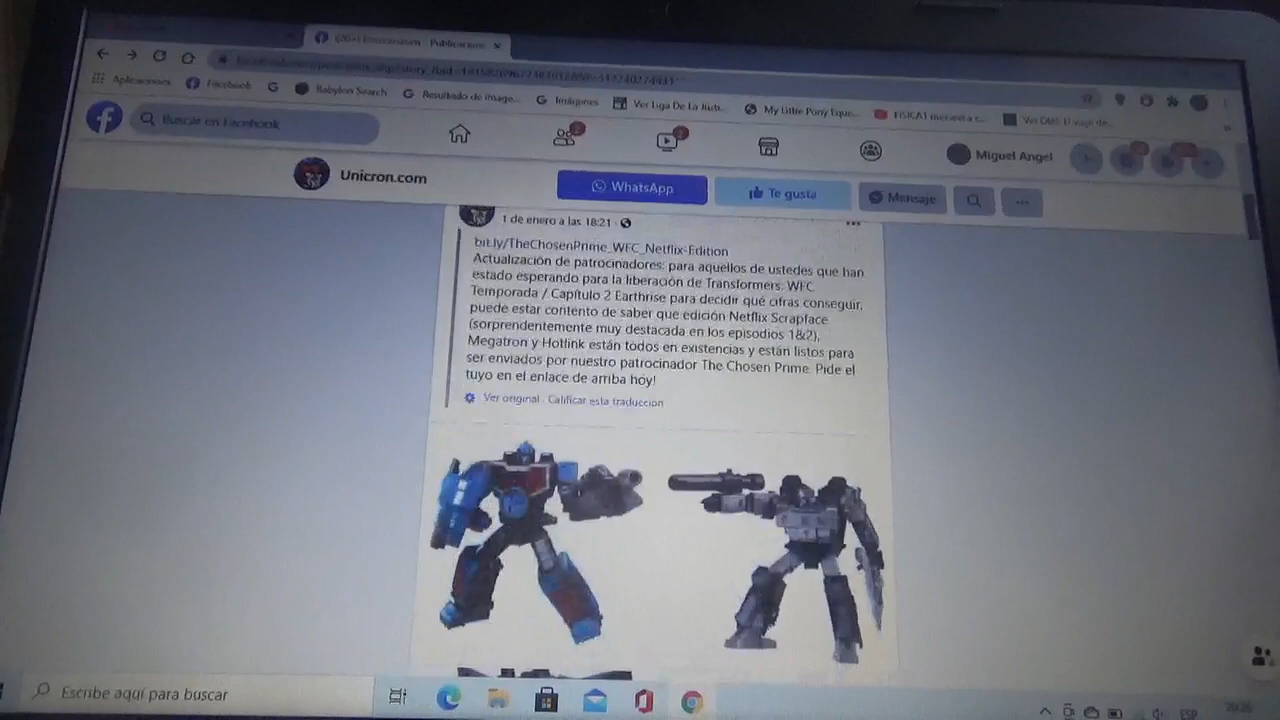 Publicaciones
Aplicaciones
Facebook
Babylon Search
Resultado de image...
Imágenes
Ver Liga De La Justi...
My Little Pony Eque...
Buscar en Facebook
Miguel Angel
Unicron.com
WhatsApp
Te gusta
Mensaje
1 de enero a las 18:21
bit.ly/TheChosenPrime_WFC_Netflix-Edition
Actualización de patrocinadores: para aquellos de ustedes que han
estado esperando para la liberación de Transformers: WFC
Temporada / Capítulo 2 Earthrise para decidir qué cifras conseguir,
puede estar contento de saber que edición Netflix Scrapface
(sorprendentemente muy destacada en los episodios 1&2),
Megatron y Hotlink están todos en existencias y están listos para
ser enviados por nuestro patrocinador The Chosen Prime. Pide el
tuyo en el enlace de arriba hoy!
Ver original · Calificar esta traducción
Escribe aquí para buscar
ESP
20:26